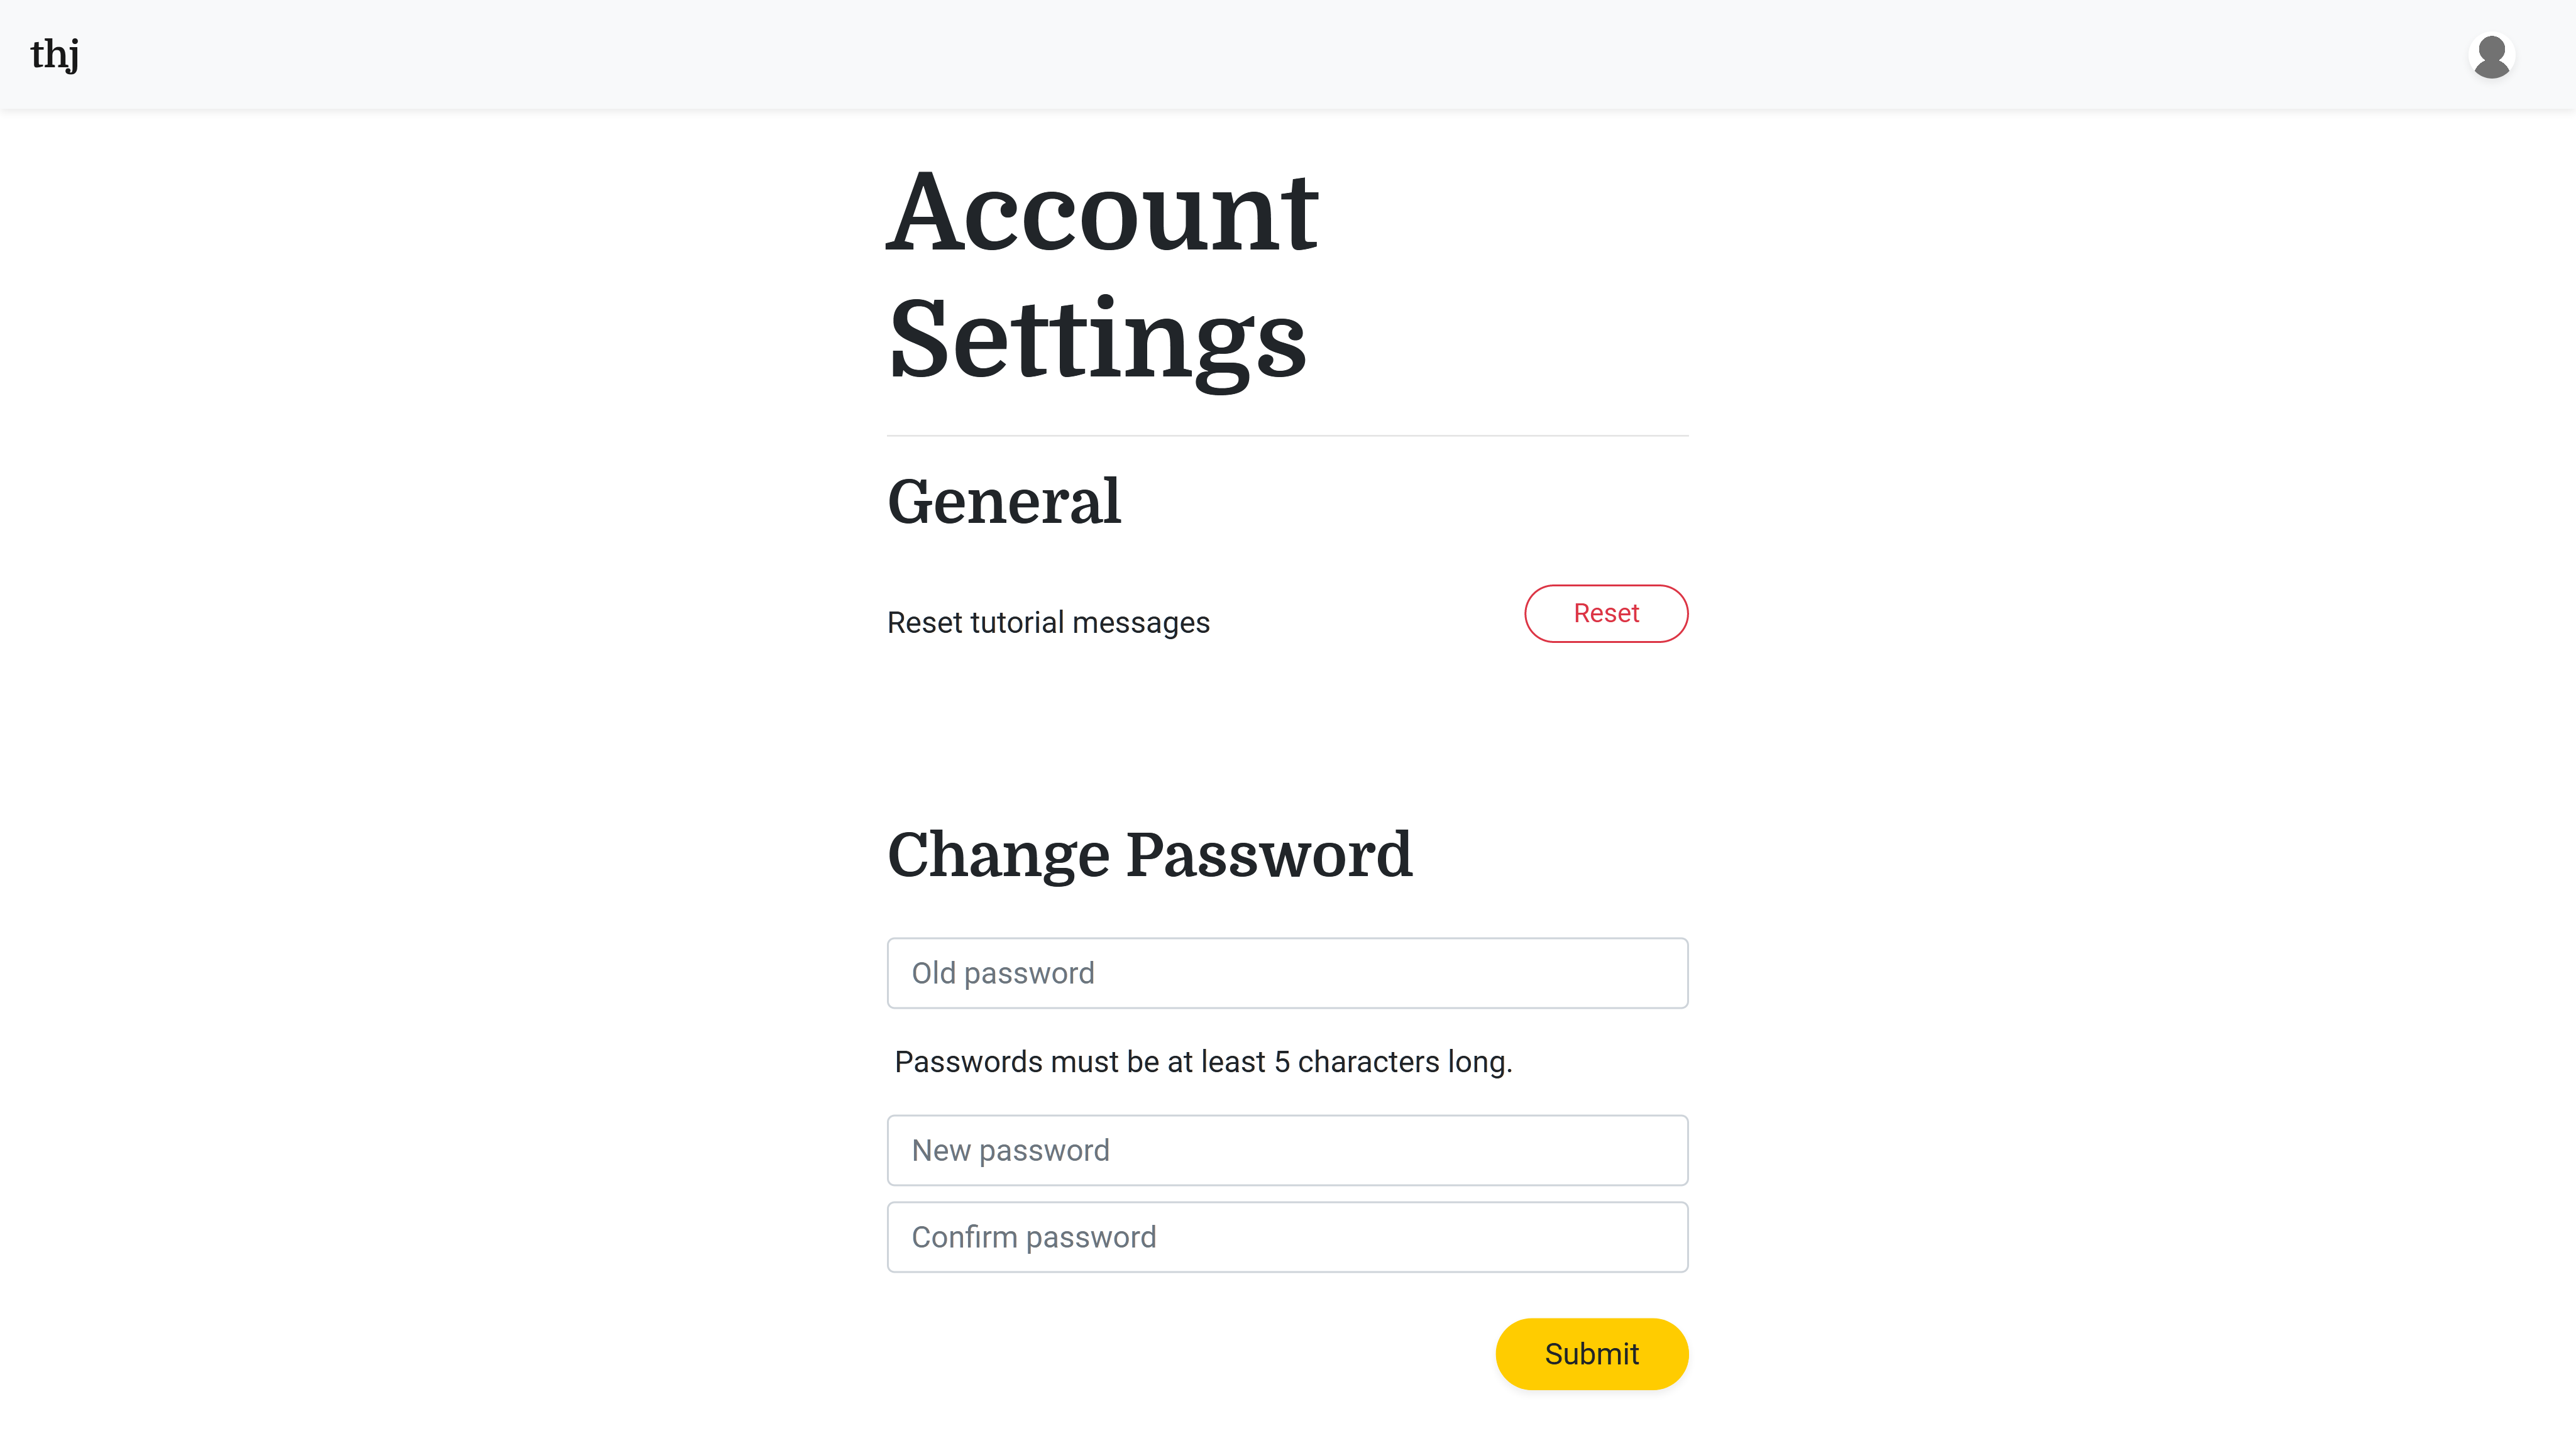 thj
Account
Settings
General
Reset tutorial messages
Reset
Change Password
Old password
Passwords must be at least 5 characters long.
New password
Confirm password
Submit